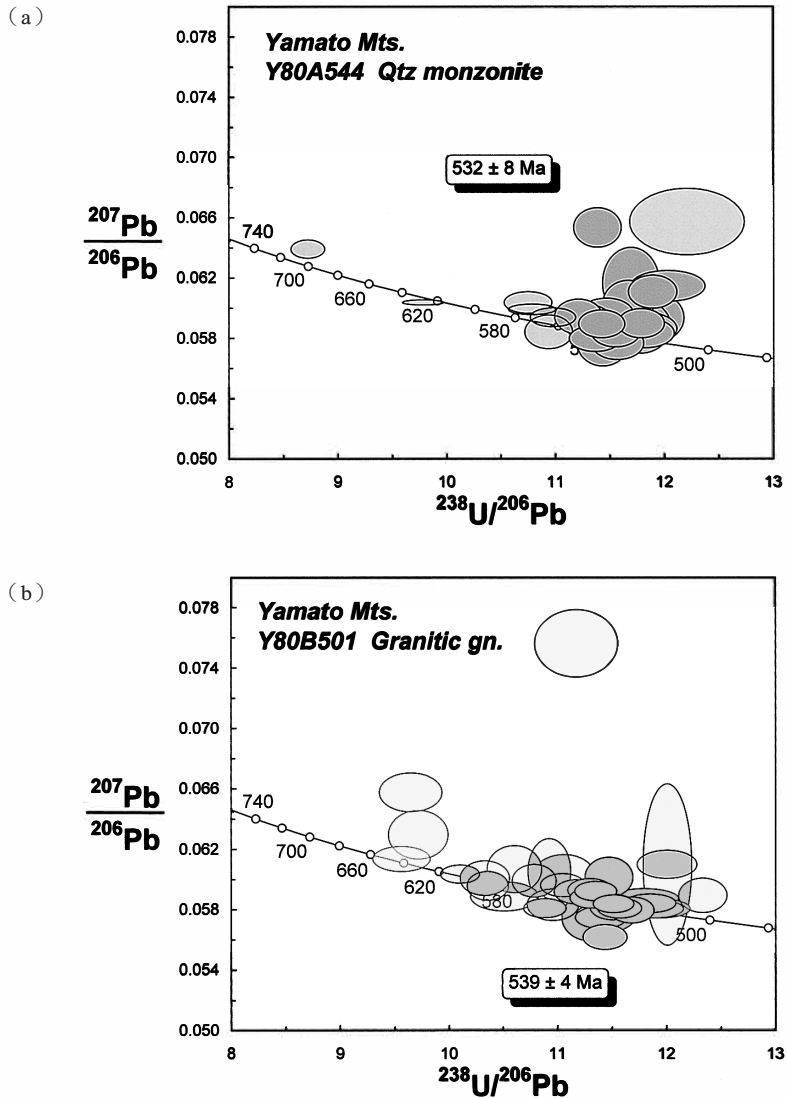 (a)
Yamato Mts.
Y80A544 Qtz monzonite
532 ± 8 Ma
0.078
0.074
0.070
0.066
0.062
0.058
0.054
0.050
207Pb
206Pb
740
700
660
620
580
5
500
8
9
10
11
12
13
238U/206Pb
(b)
Yamato Mts.
Y80B501 Granitic gn.
0.078
0.074
0.070
0.066
0.062
0.058
0.054
0.050
207Pb
206Pb
740
700
660
620
580
500
539 ± 4 Ma
8
9
10
11
12
13
238U/206Pb